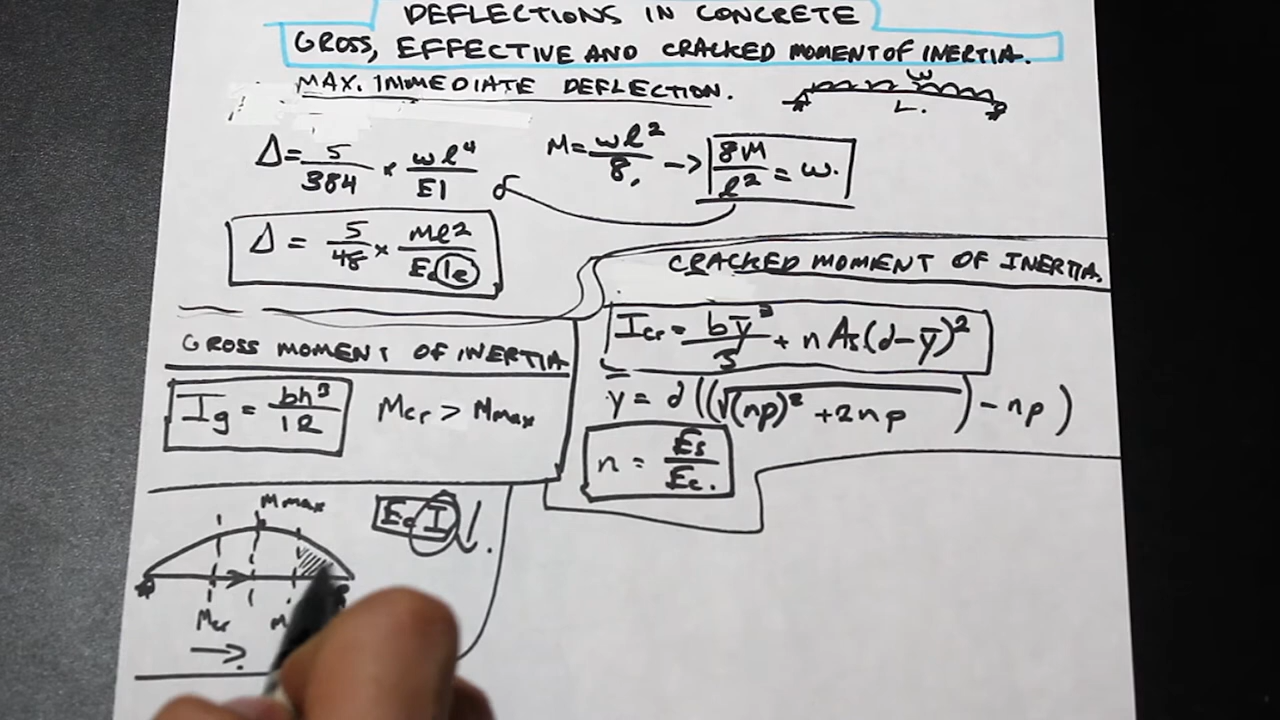 DEFLECTIONS IN CONCRETE
GROSS, EFFECTIVE AND CRACKED MOMENT OF INERTIA.
MAX. IMMEDIATE DEFLECTION.
w
L.
Δ = 5/384 × wl⁴/EI
M = wl²/8. → 8M/l² = w.
Δ = 5/48 × Ml²/EcIe
CRACKED MOMENT OF INERTIA.
Icr = bȳ³/3 + nAs(d-ȳ)²
ȳ = d((√(np)² + 2np) - np)
n = Es/Ec.
GROSS MOMENT OF INERTIA
Ig = bh³/12 Mcr > Mmax
Mmax
EcI ↓.
Mcr M
→